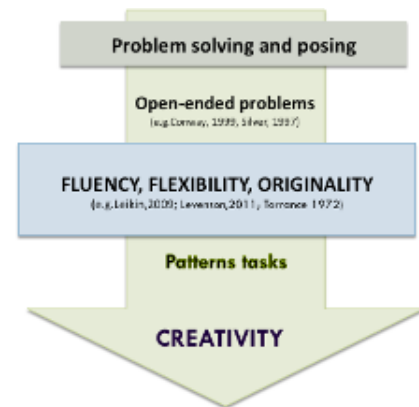 Problem solving and posing
Open-ended problems
(e.g.Conway, 1999, Silver, 1997)
FLUENCY, FLEXIBILITY, ORIGINALITY
(e.g.Leikin,2009; Levenson,2011; Torrance 1972)
Patterns tasks
CREATIVITY